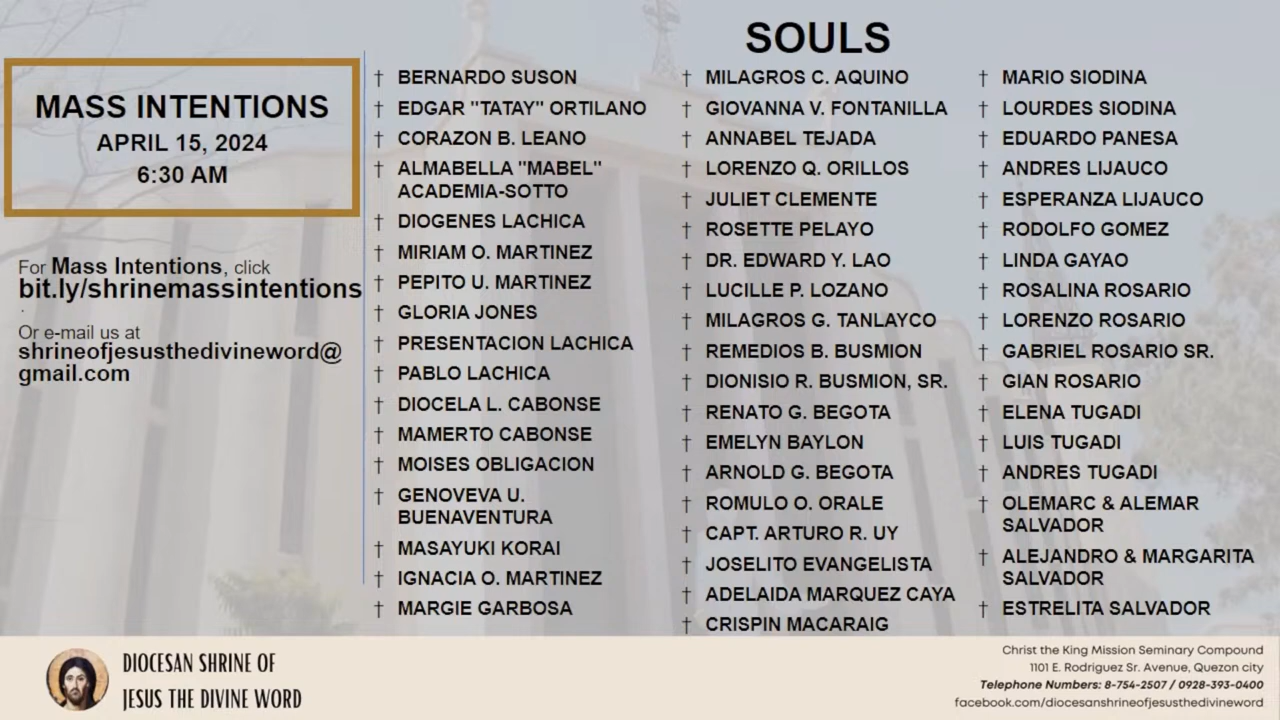 SOULS
MASS INTENTIONS
APRIL 15, 2024
6:30 AM
For Mass Intentions, click
bit.ly/shrinemassintentions
.
Or e-mail us at
shrineofjesusthedivineword@
gmail.com
† BERNARDO SUSON
† EDGAR "TATAY" ORTILANO
† CORAZON B. LEANO
† ALMABELLA "MABEL"
ACADEMIA-SOTTO
† DIOGENES LACHICA
† MIRIAM O. MARTINEZ
† PEPITO U. MARTINEZ
† GLORIA JONES
† PRESENTACION LACHICA
† PABLO LACHICA
† DIOCELA L. CABONSE
† MAMERTO CABONSE
† MOISES OBLIGACION
† GENOVEVA U.
BUENAVENTURA
† MASAYUKI KORAI
† IGNACIA O. MARTINEZ
† MARGIE GARBOSA
† MILAGROS C. AQUINO
† GIOVANNA V. FONTANILLA
† ANNABEL TEJADA
† LORENZO Q. ORILLOS
† JULIET CLEMENTE
† ROSETTE PELAYO
† DR. EDWARD Y. LAO
† LUCILLE P. LOZANO
† MILAGROS G. TANLAYCO
† REMEDIOS B. BUSMION
† DIONISIO R. BUSMION, SR.
† RENATO G. BEGOTA
† EMELYN BAYLON
† ARNOLD G. BEGOTA
† ROMULO O. ORALE
† CAPT. ARTURO R. UY
† JOSELITO EVANGELISTA
† ADELAIDA MARQUEZ CAYA
† CRISPIN MACARAIG
† MARIO SIODINA
† LOURDES SIODINA
† EDUARDO PANESA
† ANDRES LIJAUCO
† ESPERANZA LIJAUCO
† RODOLFO GOMEZ
† LINDA GAYAO
† ROSALINA ROSARIO
† LORENZO ROSARIO
† GABRIEL ROSARIO SR.
† GIAN ROSARIO
† ELENA TUGADI
† LUIS TUGADI
† ANDRES TUGADI
† OLEMARC & ALEMAR
SALVADOR
† ALEJANDRO & MARGARITA
SALVADOR
† ESTRELITA SALVADOR
DIOCESAN SHRINE OF
JESUS THE DIVINE WORD
Christ the King Mission Seminary Compound
1101 E. Rodriguez Sr. Avenue, Quezon city
Telephone Numbers: 8-754-2507 / 0928-393-0400
facebook.com/diocesanshrineofjesusthedivineword